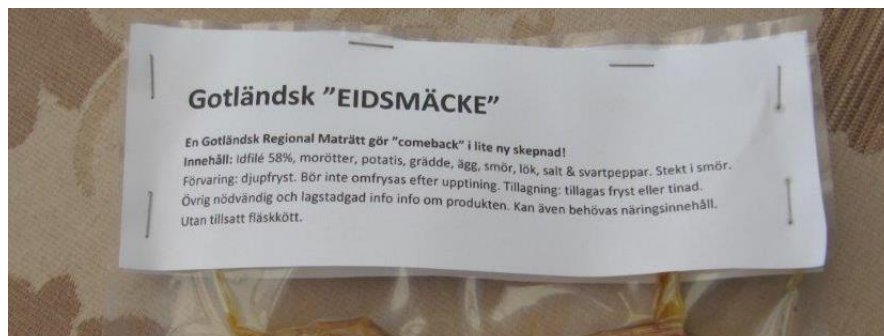 Gotländsk ”EIDSMÄCKE”
En Gotländsk Regional Maträtt gör ”comeback” i lite ny skepnad!
Innehåll: Idfilé 58%, morötter, potatis, grädde, ägg, smör, lök, salt & svartpeppar. Stekt i smör.
Förvaring: djupfryst. Bör inte omfrysas efter upptining. Tillagning: tillagas fryst eller tinad.
Övrig nödvändig och lagstadgad info info om produkten. Kan även behövas näringsinnehåll.
Utan tillsatt fläskkött.